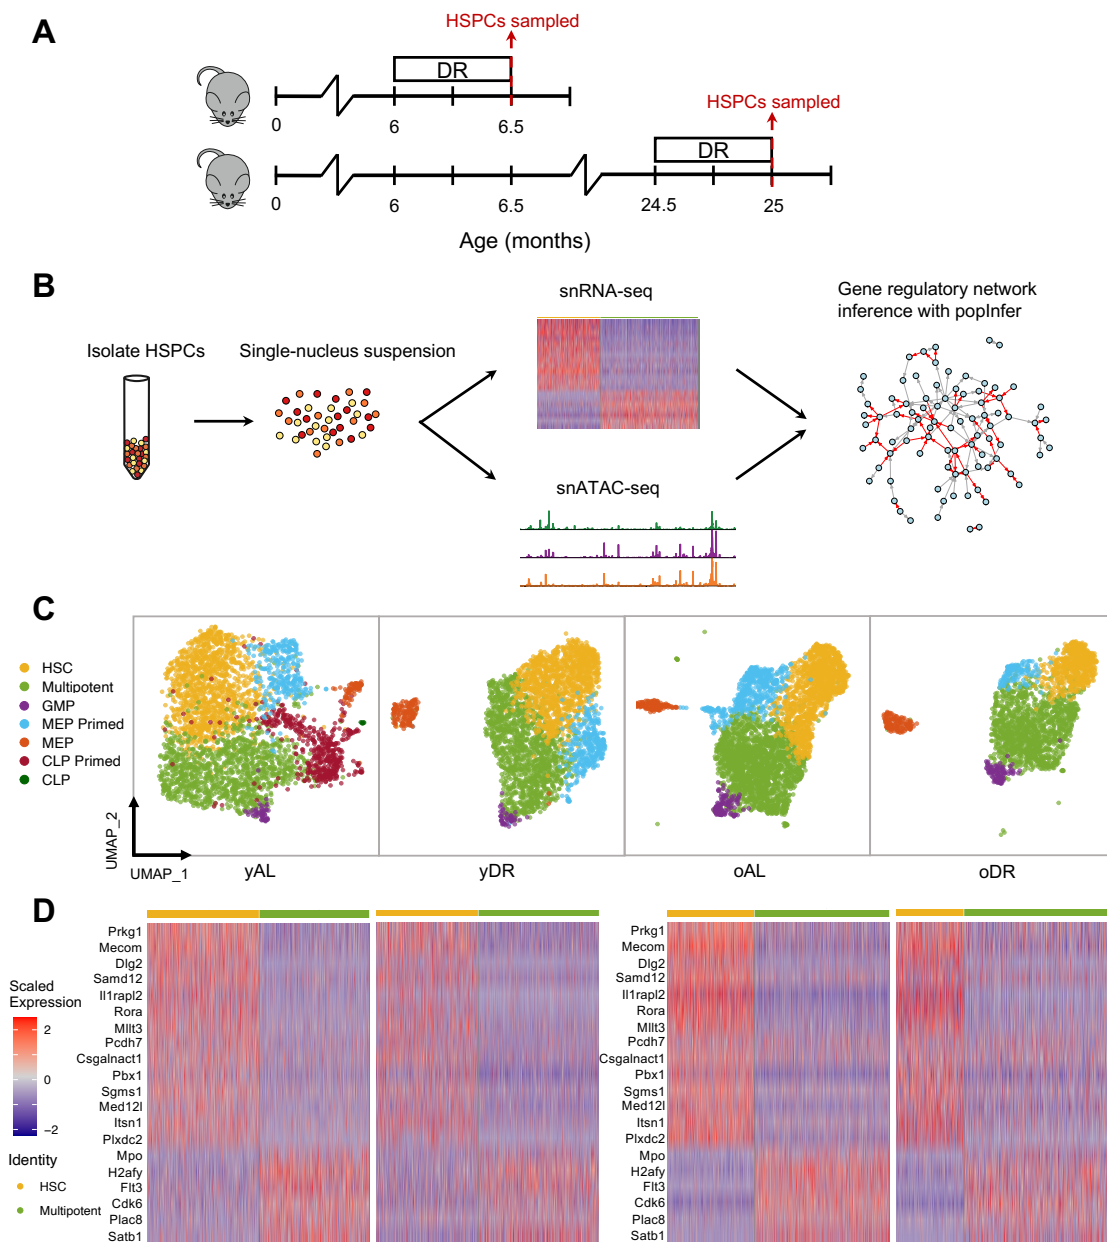 A
HSPCs sampled
DR
0
6
6.5
HSPCs sampled
DR
0
6
6.5
24.5
25
Age (months)
B
Isolate HSPCs
Single-nucleus suspension
snRNA-seq
snATAC-seq
Gene regulatory network
inference with popInfer
C
HSC
Multipotent
GMP
MEP Primed
MEP
CLP Primed
CLP
UMAP_2
UMAP_1
yAL
yDR
oAL
oDR
D
Scaled
Expression
2
0
−2
Identity
HSC
Multipotent
Prkg1
Mecom
Dlg2
Samd12
Il1rapl2
Rora
Mllt3
Pcdh7
Csgalnact1
Pbx1
Sgms1
Med12l
Itsn1
Plxdc2
Mpo
H2afy
Flt3
Cdk6
Plac8
Satb1
Prkg1
Mecom
Dlg2
Samd12
Il1rapl2
Rora
Mllt3
Pcdh7
Csgalnact1
Pbx1
Sgms1
Med12l
Itsn1
Plxdc2
Mpo
H2afy
Flt3
Cdk6
Plac8
Satb1